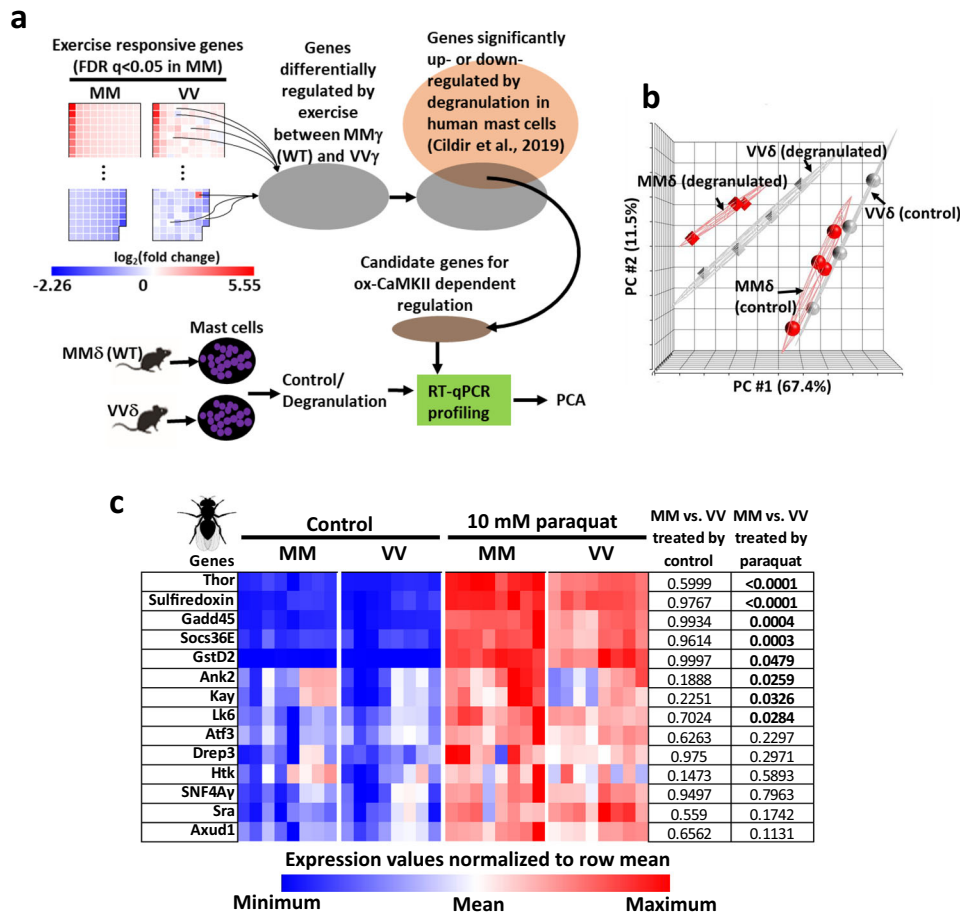 a
Exercise responsive genes
(FDR q<0.05 in MM)
MM VV
log2(fold change)
-2.26 0 5.55
Genes
differentially
regulated by
exercise
between MMγ
(WT) and VVγ
Genes significantly
up- or down-
regulated by
degranulation in
human mast cells
(Cildir et al., 2019)
Candidate genes for
ox-CaMKII dependent
regulation
Mast cells
MMδ (WT)
VVδ
Control/
Degranulation
RT-qPCR
profiling
PCA
b
VVδ (degranulated)
MMδ (degranulated)
VVδ
(control)
MMδ
(control)
PC #2 (11.5%)
PC #1 (67.4%)
c
Genes
Control 10 mM paraquat
MM VV MM VV
MM vs. VV
treated by
control
MM vs. VV
treated by
paraquat
Thor 0.5999 <0.0001
Sulfiredoxin 0.9767 <0.0001
Gadd45 0.9934 0.0004
Socs36E 0.9614 0.0003
GstD2 0.9997 0.0479
Ank2 0.1888 0.0259
Kay 0.2251 0.0326
Lk6 0.7024 0.0284
Atf3 0.6263 0.2297
Drep3 0.975 0.2971
Htk 0.1473 0.5893
SNF4Aγ 0.9497 0.7963
Sra 0.559 0.1742
Axud1 0.6562 0.1131
Expression values normalized to row mean
Minimum Mean Maximum